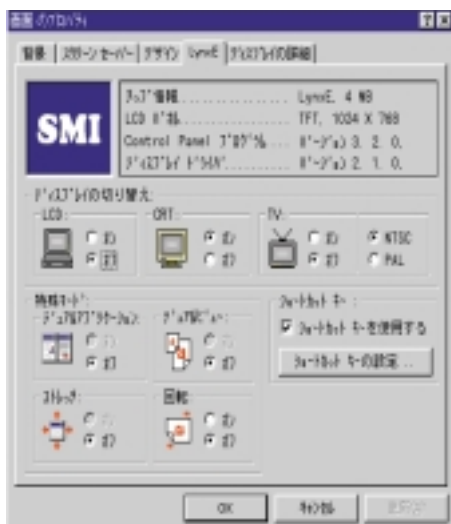 画面 のプロパティ
背景 スクリーン セーバー デザイン LynxE ディスプレイの詳細
SMI
チップ 情報 LynxE, 4 MB
LCD パネル TFT, 1024 X 768
Control Panel プログラム バージョン 3. 2. 0.
ディスプレイ ドライバ バージョン 2. 1. 0.
ディスプレイの切り替え:
LCD: CRT: TV:
オン オン オン NTSC
オフ オフ オフ PAL
特殊モード: ショートカット キー :
デュアルアプリケーション: デュアルビュー:
オン オン ショートカット キーを使用する
オフ オフ ショートカット キーの設定 ...
ストレッチ: 回転:
オン オン
オフ オフ
OK キャンセル